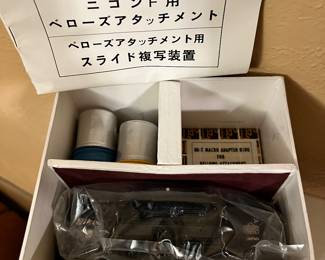 ニコン F用
ベローズアタッチメント
ベローズアタッチメント用
スライド複写装置
BR-2 MACRO ADAPTER RING
FOR
BELLOWS ATTACHMENT